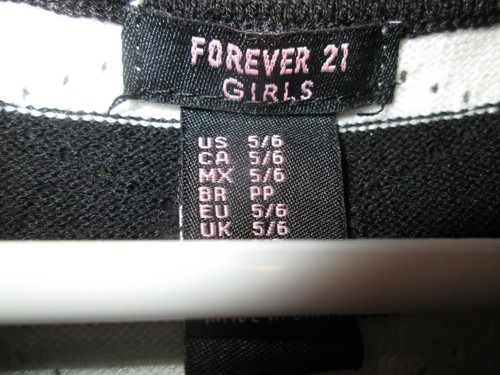 FOREVER 21
GIRLS
US 5/6
CA 5/6
MX 5/6
BR PP
EU 5/6
UK 5/6